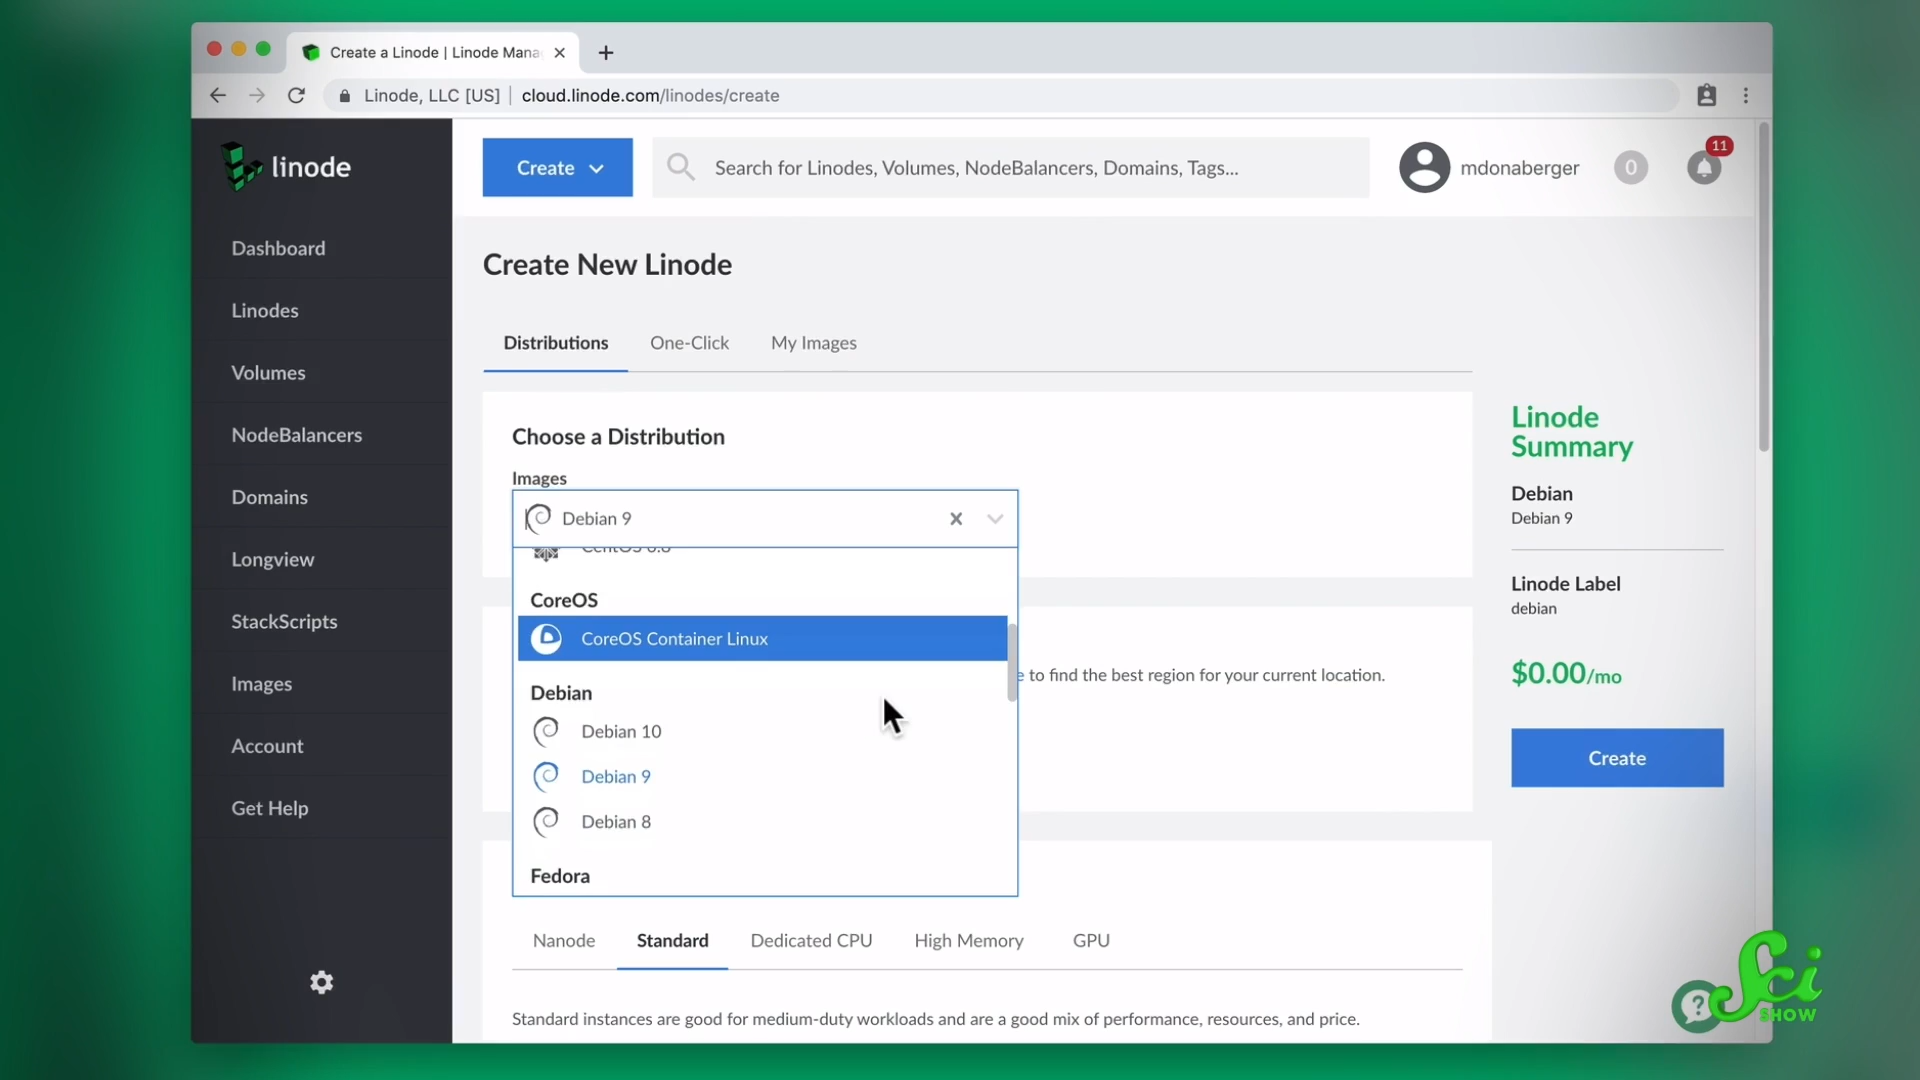 Create a Linode | Linode Mana
Linode, LLC [US] | cloud.linode.com/linodes/create
linode
Create
Search for Linodes, Volumes, NodeBalancers, Domains, Tags...
mdonaberger
0
11
Dashboard
Linodes
Volumes
NodeBalancers
Domains
Longview
StackScripts
Images
Account
Get Help
Create New Linode
Distributions
One-Click
My Images
Choose a Distribution
Images
Debian 9
CoreOS
CoreOS Container Linux
Debian
Debian 10
Debian 9
Debian 8
Fedora
e to find the best region for your current location.
Nanode
Standard
Dedicated CPU
High Memory
GPU
Standard instances are good for medium-duty workloads and are a good mix of performance, resources, and price.
Linode
Summary
Debian
Debian 9
Linode Label
debian
$0.00/mo
Create
?
Sci
SHOW